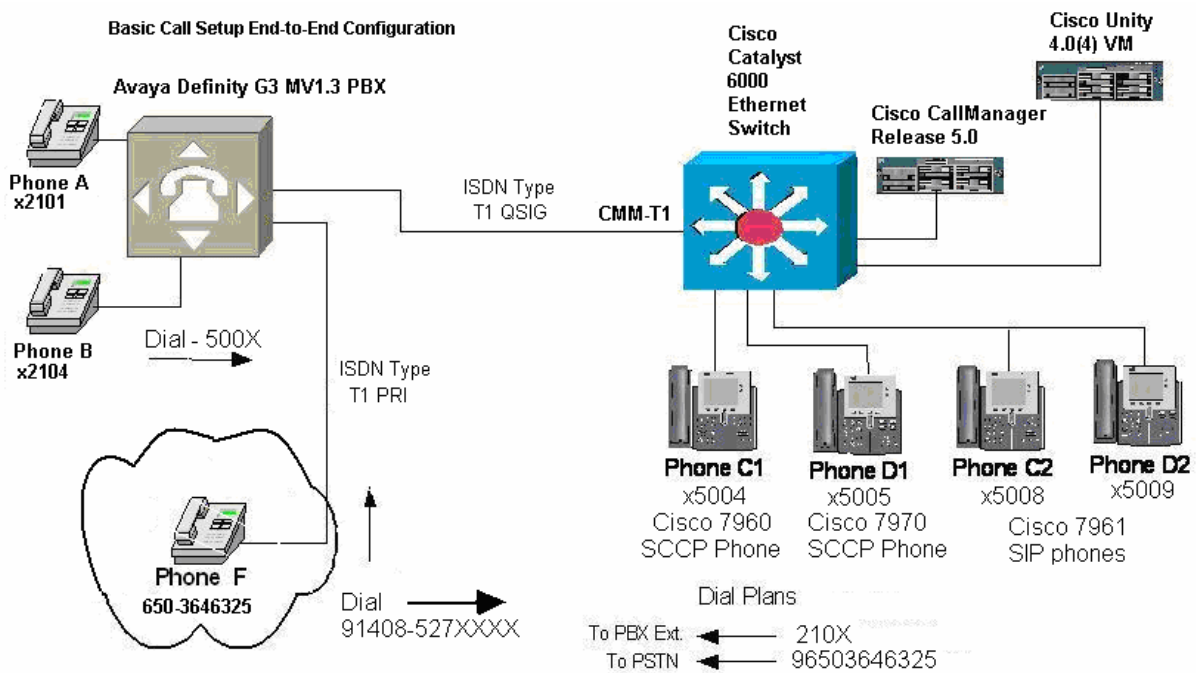 Basic Call Setup End-to-End Configuration
Avaya Definity G3 MV1.3 PBX
Phone A
x2101
Phone B
x2104
Dial - 500X
ISDN Type
T1 QSIG
CMM-T1
Cisco
Catalyst
6000
Ethernet
Switch
Cisco Unity
4.0(4) VM
Cisco CallManager
Release 5.0
ISDN Type
T1 PRI
Phone F
650-3646325
Dial
91408-527XXXX
Phone C1
x5004
Cisco 7960
SCCP Phone
Phone D1
x5005
Cisco 7970
SCCP Phone
Phone C2
x5008
Phone D2
x5009
Cisco 7961
SIP phones
Dial Plans
To PBX Ext. 210X
To PSTN 96503646325